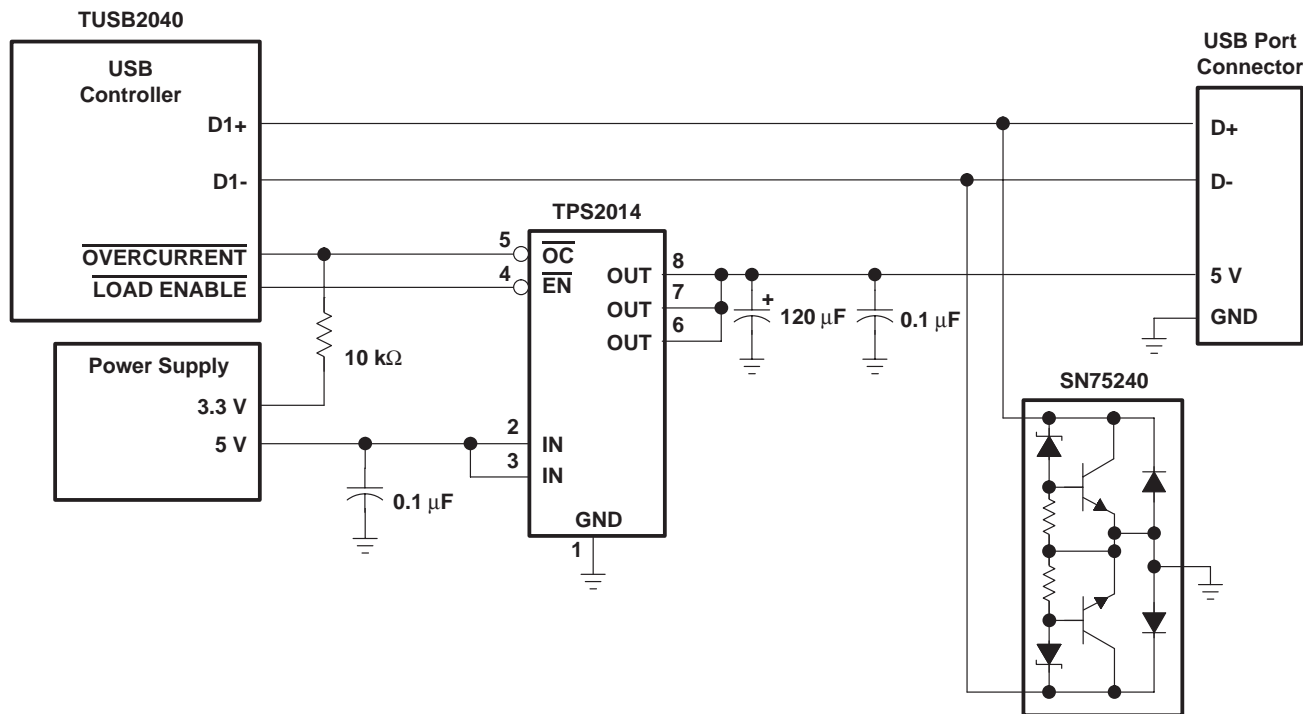 TUSB2040
USB
Controller
D1+
D1-
OVERCURRENT
LOAD ENABLE
Power Supply
3.3 V
5 V
10 kΩ
0.1 μF
TPS2014
5
OC
4
EN
2
IN
3
IN
GND
1
8
OUT
7
OUT
6
OUT
+
120 μF
0.1 μF
USB Port
Connector
D+
D-
5 V
GND
SN75240